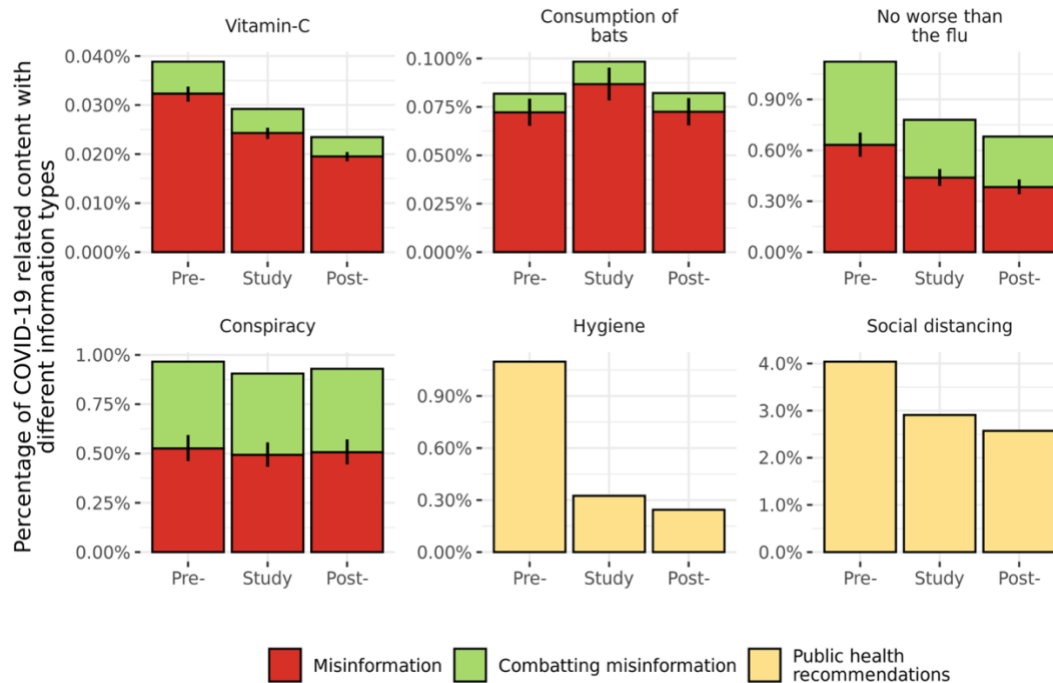 Percentage of COVID-19 related content with
different information types
Vitamin-C
0.040%
0.030%
0.020%
0.010%
0.000%
Pre-
Study
Post-
Consumption of
bats
0.100%
0.075%
0.050%
0.025%
0.000%
Pre-
Study
Post-
No worse than
the flu
0.90%
0.60%
0.30%
0.00%
Pre-
Study
Post-
Conspiracy
1.00%
0.75%
0.50%
0.25%
0.00%
Pre-
Study
Post-
Hygiene
0.90%
0.60%
0.30%
0.00%
Pre-
Study
Post-
Social distancing
4.0%
3.0%
2.0%
1.0%
0.0%
Pre-
Study
Post-
Misinformation
Combatting misinformation
Public health
recommendations